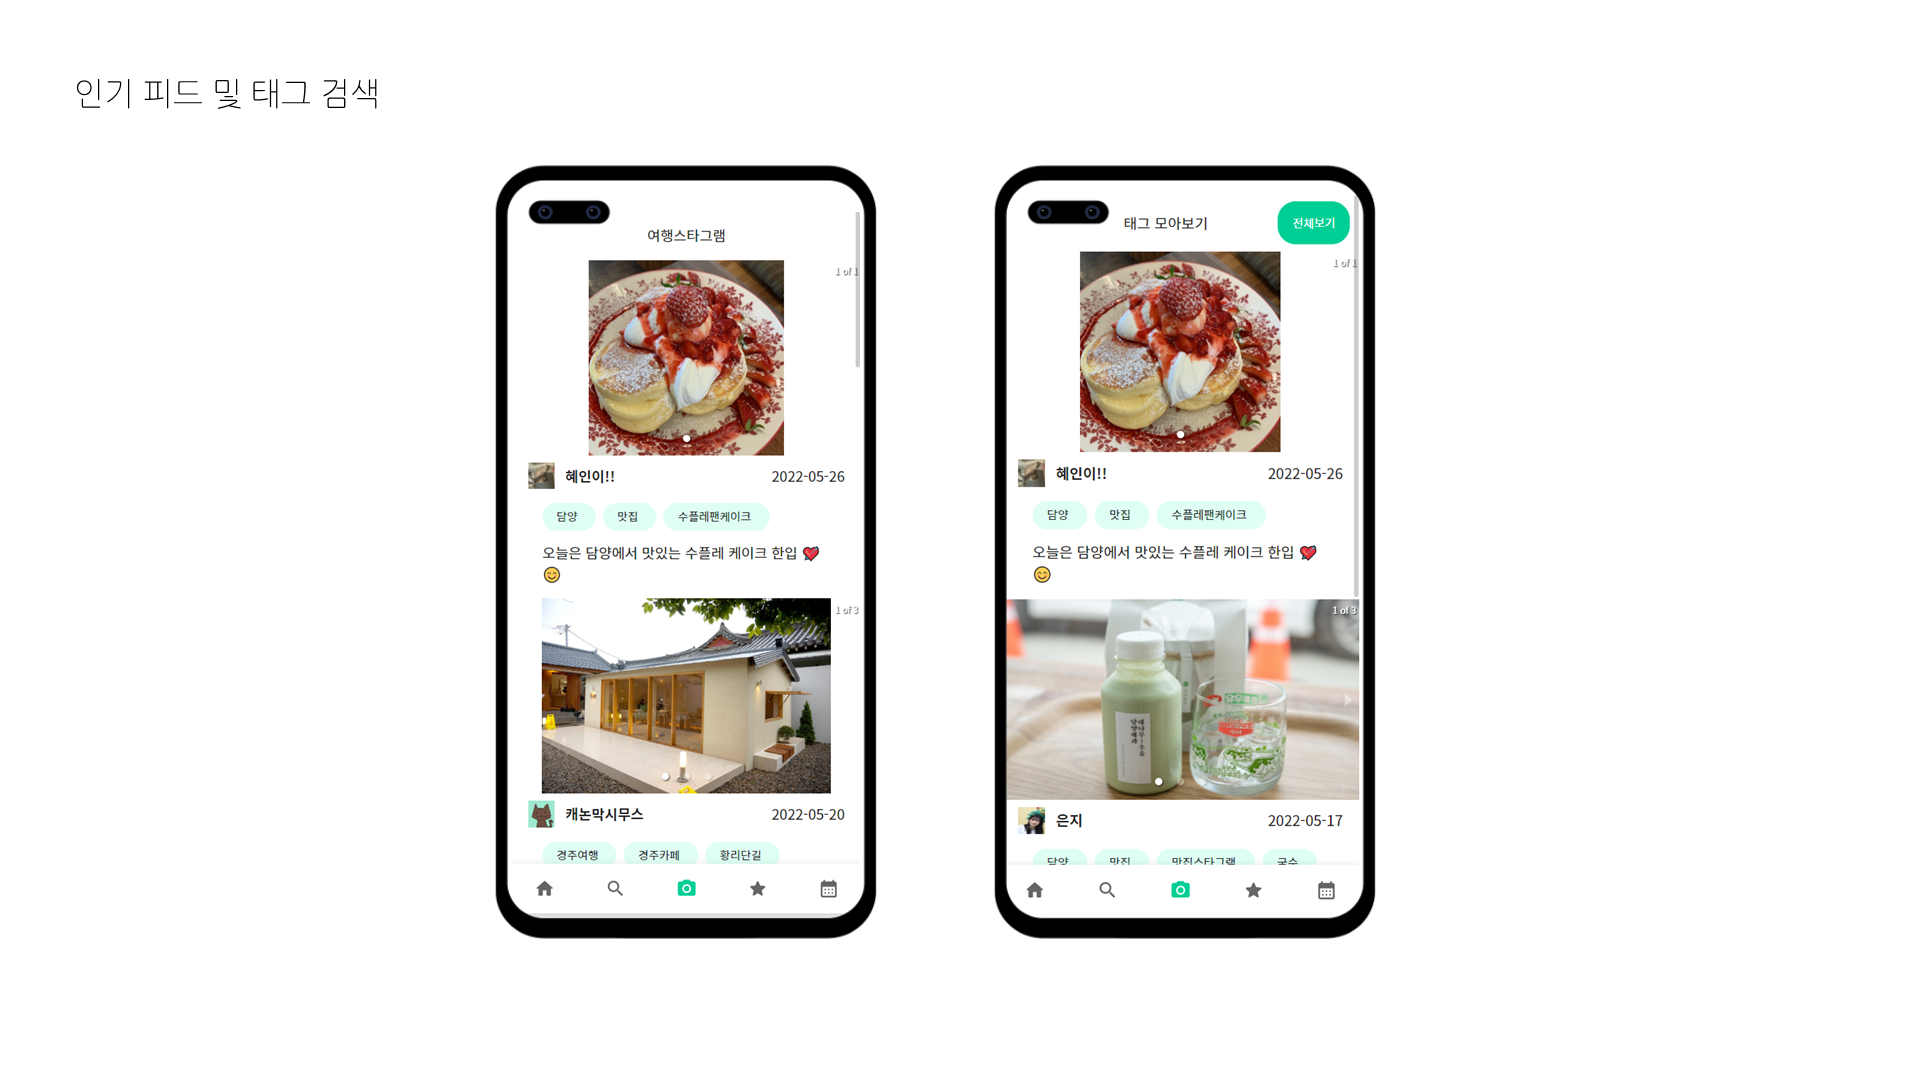 인기 피드 및 태그 검색
여행스타그램
1 of 1
혜인이!!
2022-05-26
담양
맛집
수플레팬케이크
오늘은 담양에서 맛있는 수플레 케이크 한입 💘
😊
1 of 3
캐논막시무스
2022-05-20
경주여행
경주카페
황리단길
태그 모아보기
전체보기
1 of 1
혜인이!!
2022-05-26
담양
맛집
수플레팬케이크
오늘은 담양에서 맛있는 수플레 케이크 한입 💘
😊
1 of 3
은지
2022-05-17
담양
맛집
맛집스타그램
국수